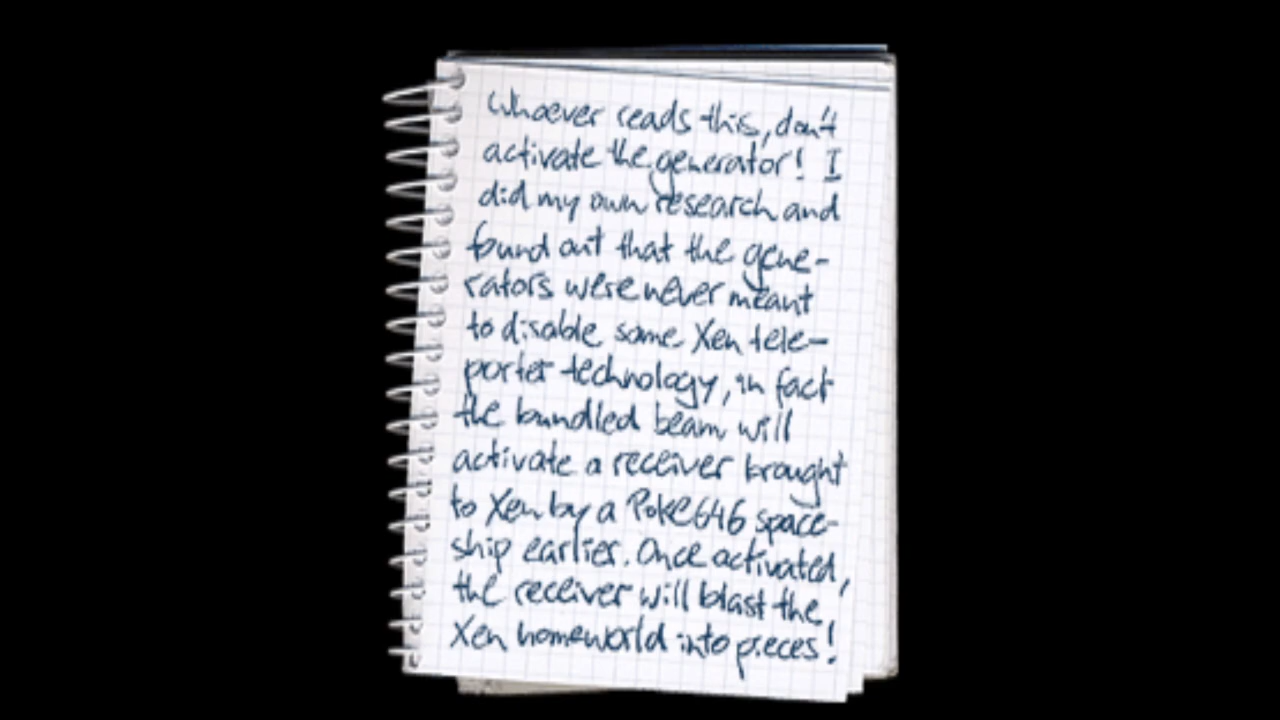 Whoever reads this, don't
activate the generator! I
did my own research and
found out that the gene-
rators were never meant
to disable some Xen tele-
porter technology, in fact
the bundled beam will
activate a receiver brought
to Xen by a Poke646 space-
ship earlier. Once activated,
the receiver will blast the
Xen homeworld into pieces!